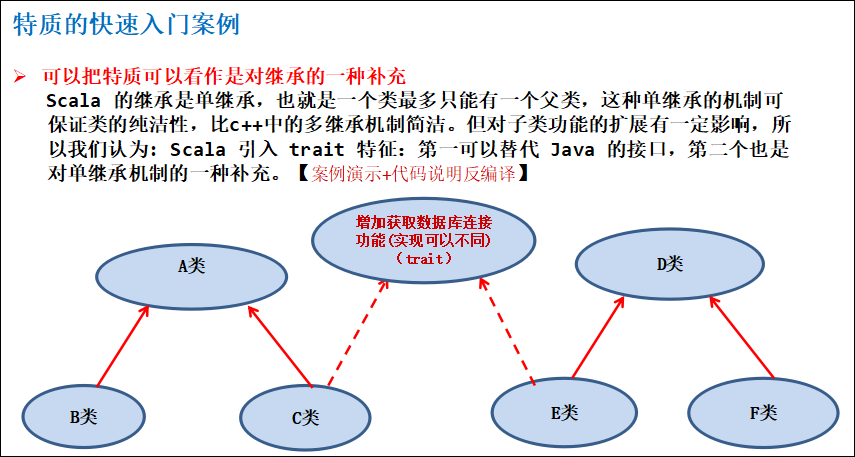 特质的快速入门案例
➢ 可以把特质可以看作是对继承的一种补充
Scala 的继承是单继承，也就是一个类最多只能有一个父类，这种单继承的机制可
保证类的纯洁性，比c++中的多继承机制简洁。但对子类功能的扩展有一定影响，所
以我们认为：Scala 引入 trait 特征：第一可以替代 Java 的接口，第二个也是
对单继承机制的一种补充。【案例演示+代码说明反编译】
增加获取数据库连接
功能(实现可以不同)
（trait）
A类
D类
B类
C类
E类
F类